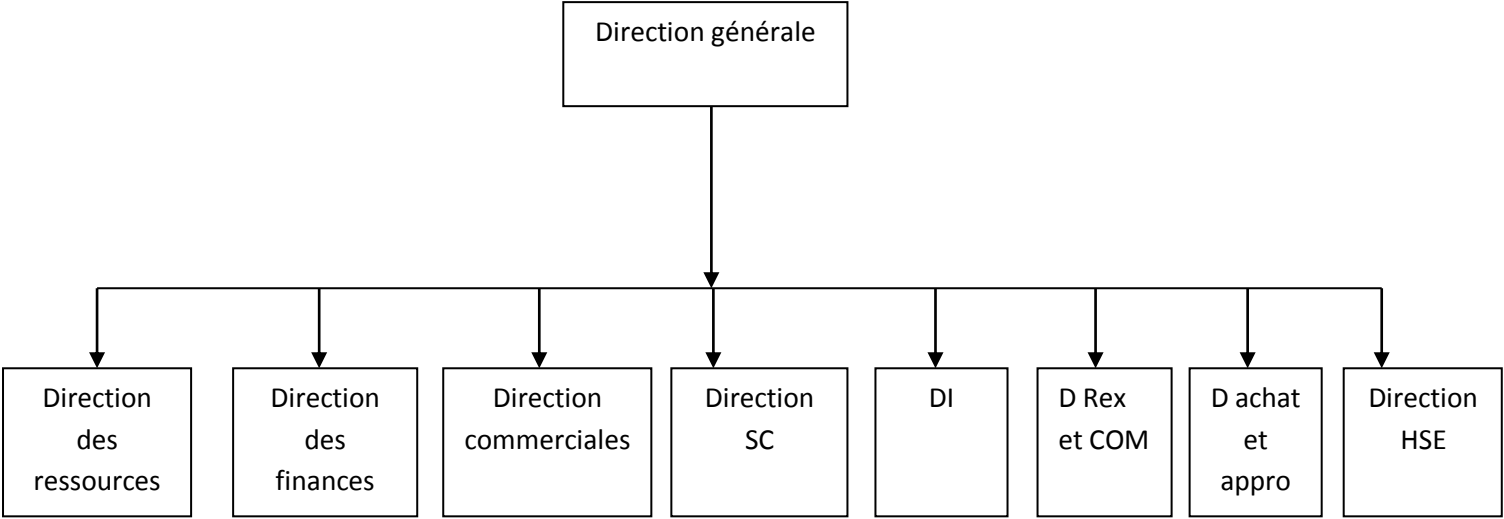 Direction générale
Direction
des
ressources
Direction
des
finances
Direction
commerciales
Direction
SC
DI
D Rex
et COM
D achat
et
appro
Direction
HSE